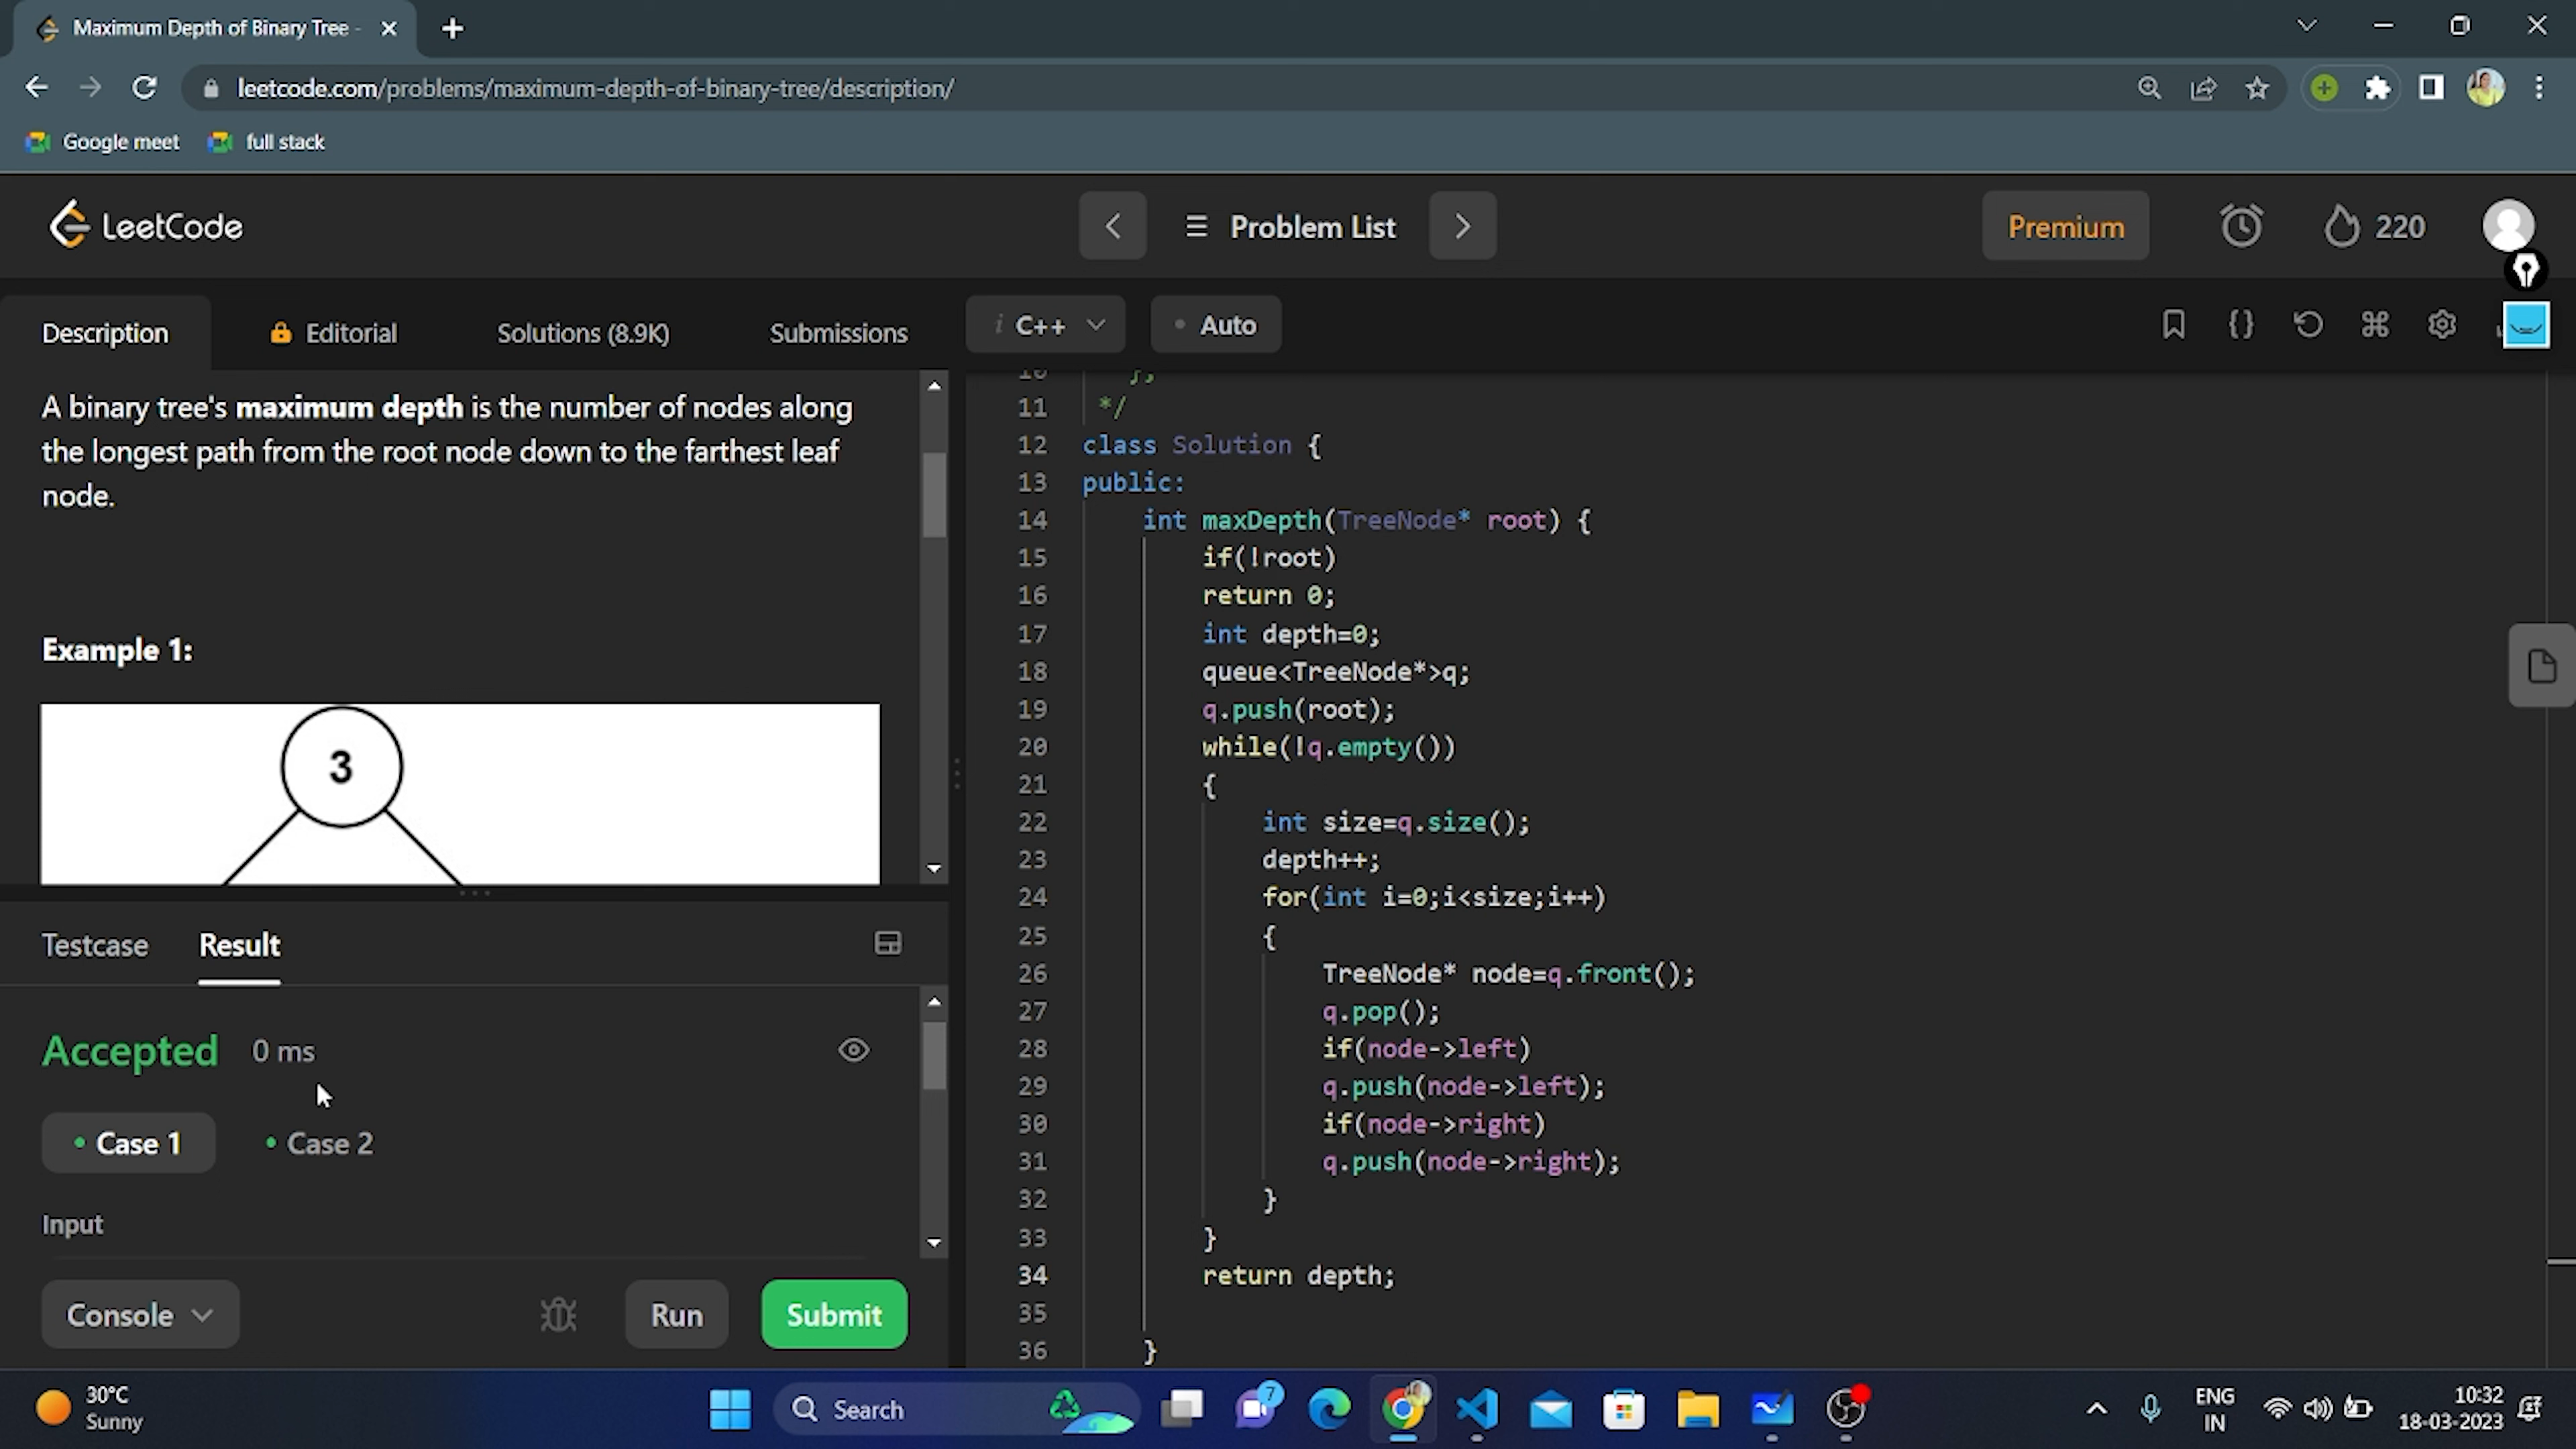 Maximum Depth of Binary Tree -
leetcode.com/problems/maximum-depth-of-binary-tree/description/
Google meet
full stack
LeetCode
Problem List
Premium
220
Description
Editorial
Solutions (8.9K)
Submissions
i C++
Auto
A binary tree's maximum depth is the number of nodes along
the longest path from the root node down to the farthest leaf
node.
Example 1:
3
Testcase
Result
Accepted 0 ms
Case 1
Case 2
Input
Console
Run
Submit
10 };
11 */
12 class Solution {
13 public:
14 int maxDepth(TreeNode* root) {
15 if(!root)
16 return 0;
17 int depth=0;
18 queue<TreeNode*>q;
19 q.push(root);
20 while(!q.empty())
21 {
22 int size=q.size();
23 depth++;
24 for(int i=0;i<size;i++)
25 {
26 TreeNode* node=q.front();
27 q.pop();
28 if(node->left)
29 q.push(node->left);
30 if(node->right)
31 q.push(node->right);
32 }
33 }
34 return depth;
35
36 }
30°C
Sunny
Search
7
ENG
IN
10:32
18-03-2023